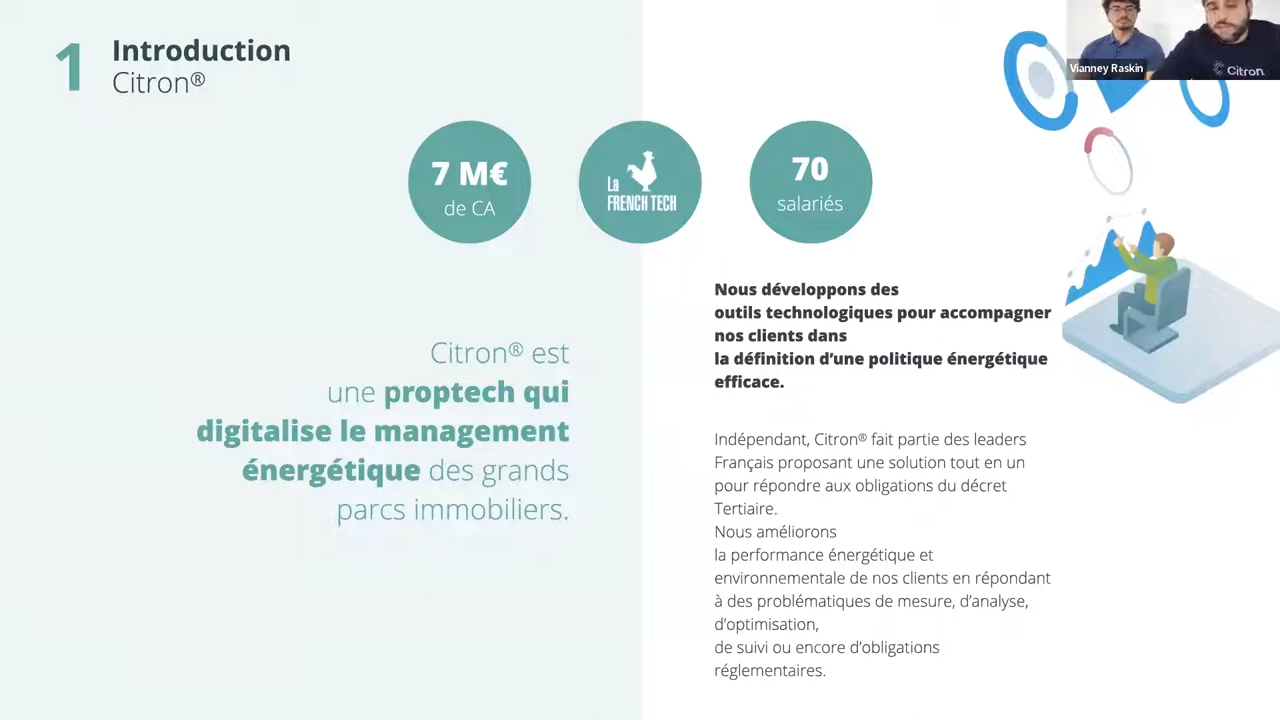 1
Introduction
Citron®
7 M€
de CA
La
FRENCH TECH
70
salariés
Vianney Raskin
Citron
Citron® est
une proptech qui
digitalise le management
énergétique des grands
parcs immobiliers.
Nous développons des
outils technologiques pour accompagner
nos clients dans
la définition d’une politique énergétique
efficace.
Indépendant, Citron® fait partie des leaders
Français proposant une solution tout en un
pour répondre aux obligations du décret
Tertiaire.
Nous améliorons
la performance énergétique et
environnementale de nos clients en répondant
à des problématiques de mesure, d’analyse,
d’optimisation,
de suivi ou encore d’obligations
réglementaires.